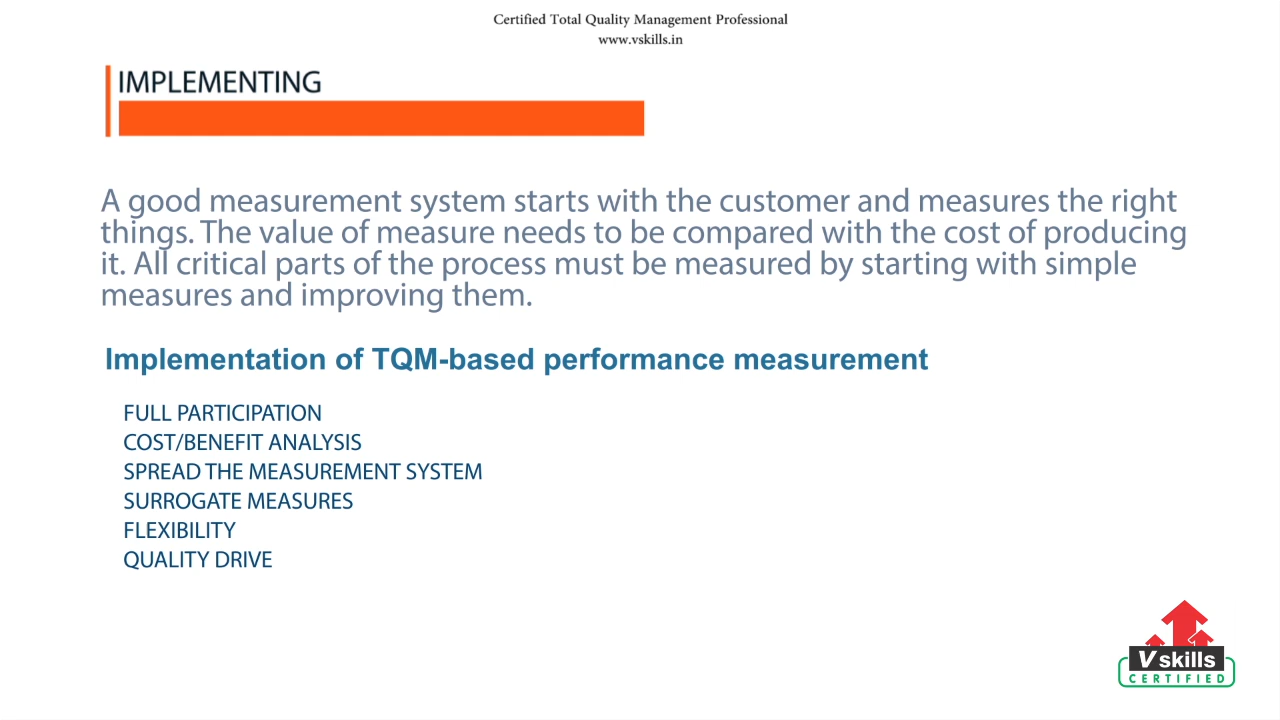 Certified Total Quality Management Professional
www.vskills.in
IMPLEMENTING
A good measurement system starts with the customer and measures the right
things. The value of measure needs to be compared with the cost of producing
it. All critical parts of the process must be measured by starting with simple
measures and improving them.
Implementation of TQM-based performance measurement
FULL PARTICIPATION
COST/BENEFIT ANALYSIS
SPREAD THE MEASUREMENT SYSTEM
SURROGATE MEASURES
FLEXIBILITY
QUALITY DRIVE
Vskills
CERTIFIED